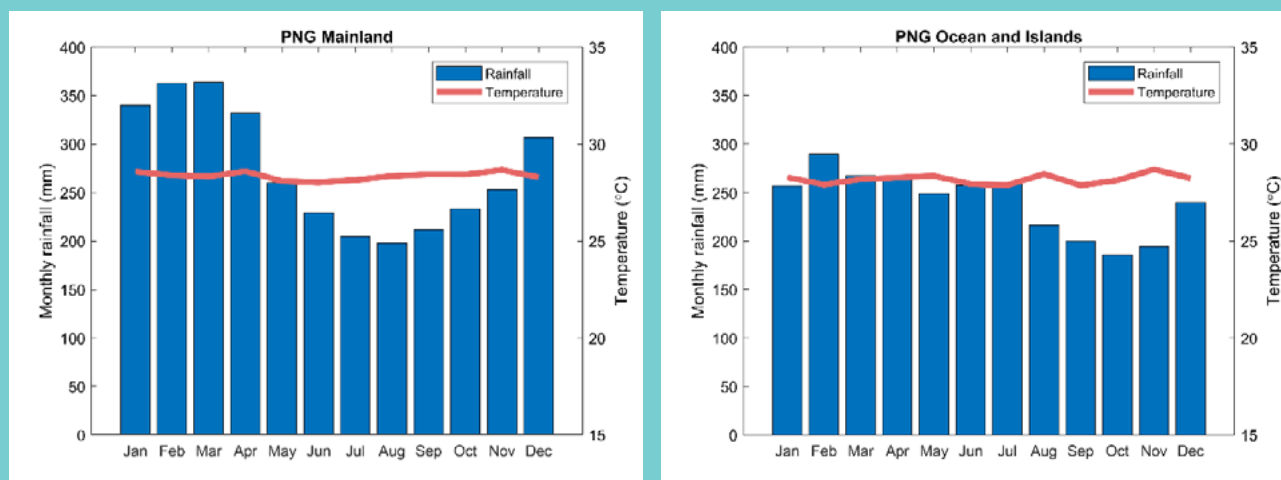 PNG Mainland
400
350
300
250
200
150
100
50
0
Monthly rainfall (mm)
Rainfall
Temperature
35
30
25
20
15
Temperature (°C)
Jan Feb Mar Apr May Jun Jul Aug Sep Oct Nov Dec
PNG Ocean and Islands
400
350
300
250
200
150
100
50
0
Monthly rainfall (mm)
Rainfall
Temperature
35
30
25
20
15
Temperature (°C)
Jan Feb Mar Apr May Jun Jul Aug Sep Oct Nov Dec